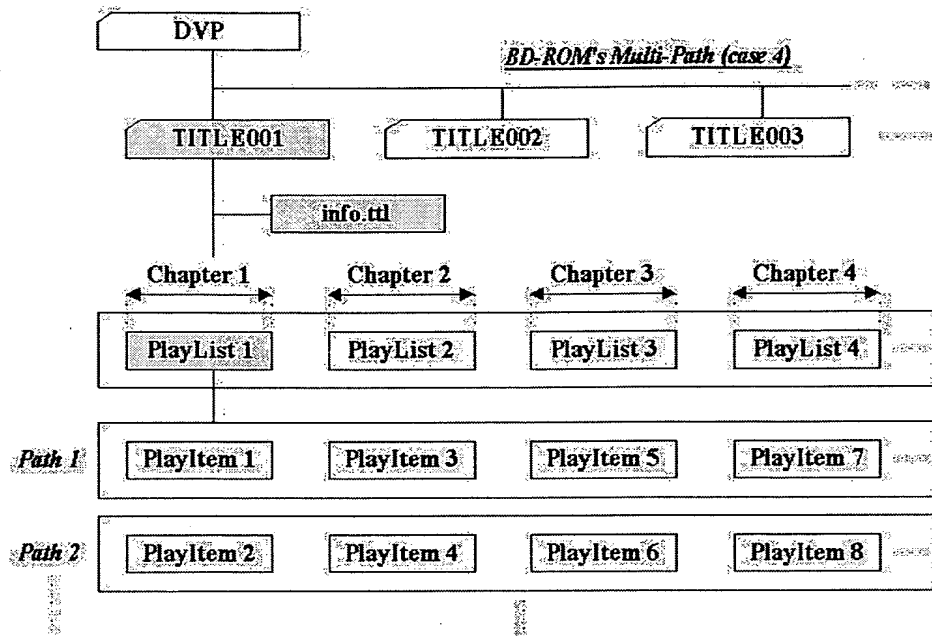 DVP
BD-ROM's Multi-Path (case 4)
TITLE001 TITLE002 TITLE003
info.ttl
Chapter 1 Chapter 2 Chapter 3 Chapter 4
PlayList 1 PlayList 2 PlayList 3 PlayList 4
Path 1 PlayItem 1 PlayItem 3 PlayItem 5 PlayItem 7
Path 2 PlayItem 2 PlayItem 4 PlayItem 6 PlayItem 8